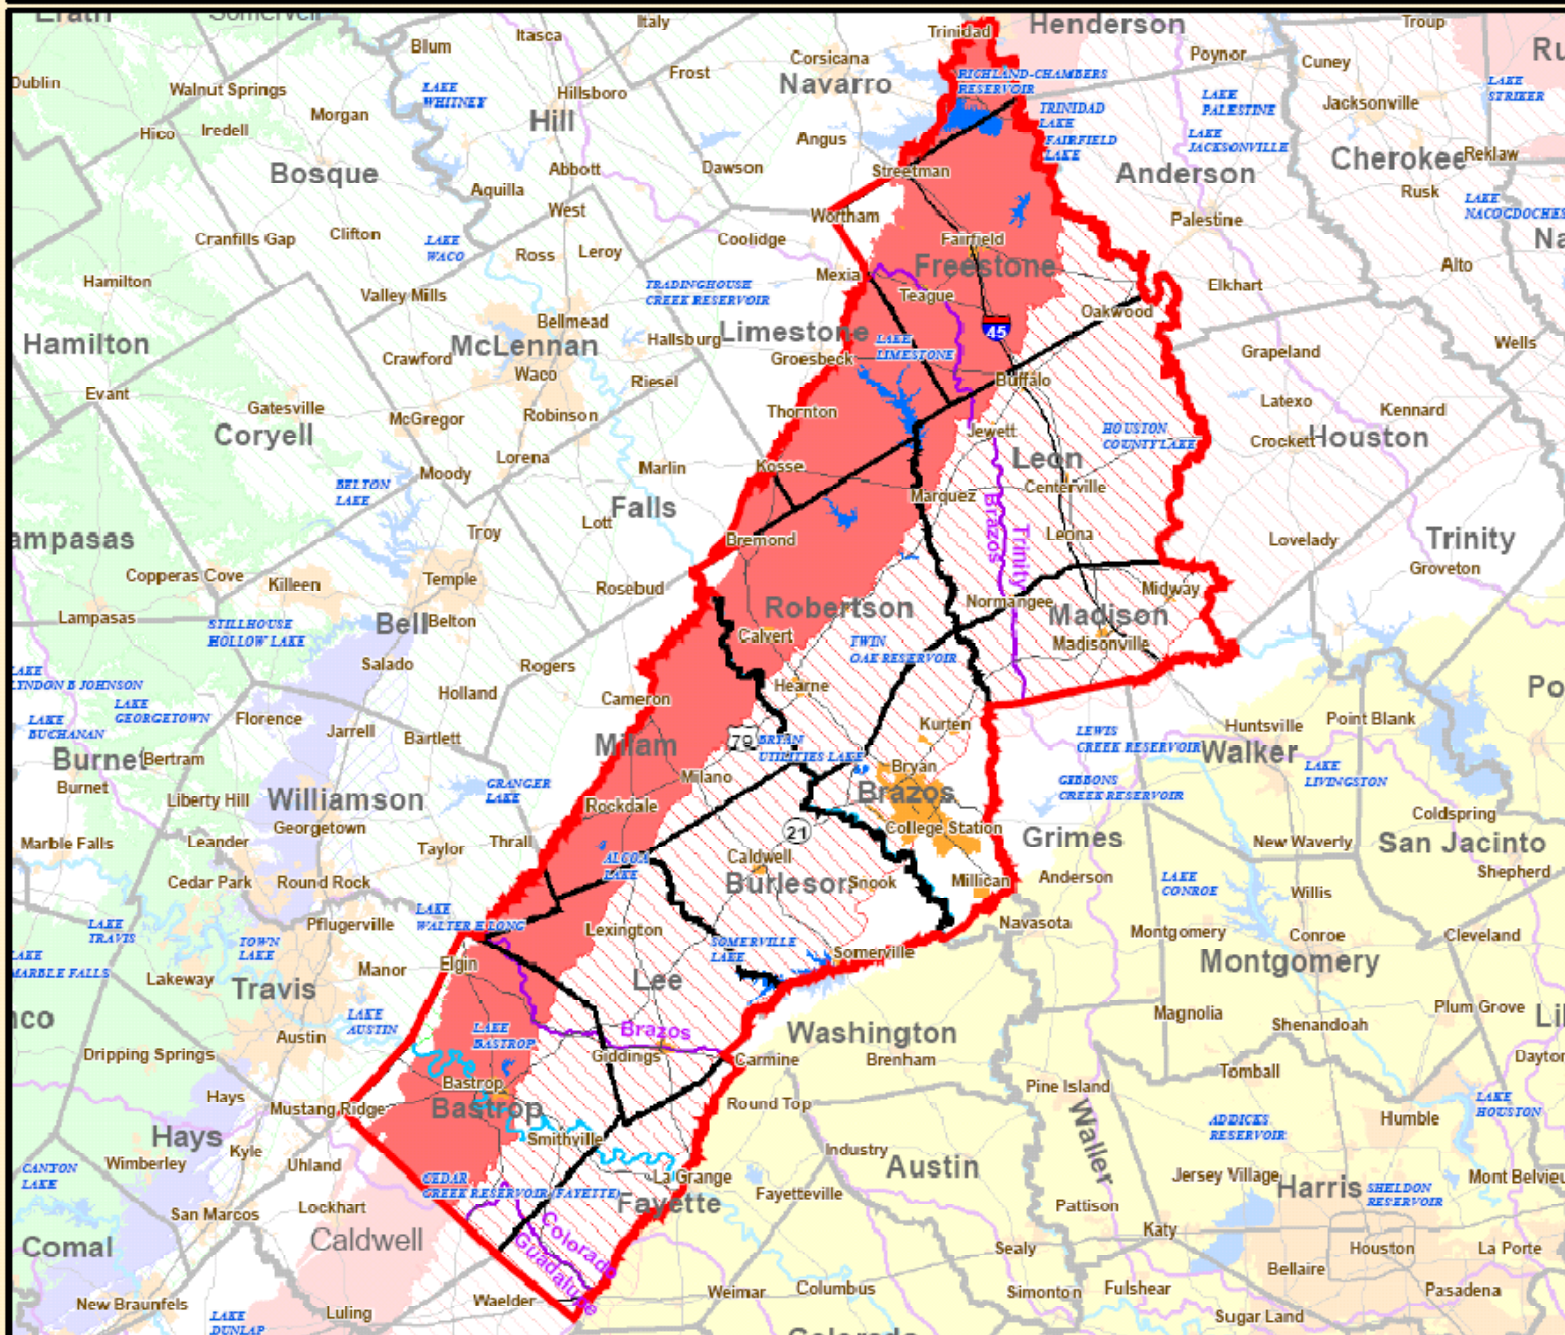 Erath
Somervell
Itasca
Italy
Trinidad
Henderson
Troup
Blum
Corsicana
Poynor
Cuney
Ru
Dublin
Walnut Springs
LAKE
WHITNEY
Hillsboro
Frost
Navarro
RICHLAND-CHAMBERS
RESERVOIR
LAKE
PALESTINE
Jacksonville
LAKE
STRIKER
Morgan
Hill
TRINIDAD
LAKE
Hico
Iredell
Angus
FAIRFIELD
LAKE
LAKE
JACKSONVILLE
Cherokee
Reklaw
Bosque
Abbott
Dawson
Streetman
Anderson
Rusk
Aquilla
West
Wortham
Palestine
LAKE
NACOGDOCHES
Cranfills Gap
Clifton
LAKE
WACO
Ross
Leroy
Coolidge
Fairfield
Na
Hamilton
Mexia
Freestone
Alto
Valley Mills
TRADINGHOUSE
CREEK RESERVOIR
Teague
Elkhart
Bellmead
Oakwood
Hamilton
McLennan
Hallsburg
Limestone
45
Crawford
Waco
Groesbeck
LAKE
LIMESTONE
Grapeland
Wells
Evant
Riesel
Buffalo
Gatesville
McGregor
Robinson
Thornton
Latexo
Kennard
Coryell
Jewett
HOUSTON
COUNTY LAKE
Crockett
Houston
Lorena
Leon
Moody
Marlin
Kosse
Centerville
BELTON
LAKE
Marquez
Falls
Brazos
Trinity
ampasas
Troy
Lott
Bremond
Leona
Lovelady
Trinity
Groveton
Copperas Cove
Killeen
Temple
Rosebud
Midway
Lampasas
Bell
Belton
Robertson
Normangee
Madison
STILLHOUSE
HOLLOW LAKE
Calvert
TWIN
OAK RESERVOIR
Madisonville
Salado
Rogers
LAKE
LYNDON B JOHNSON
Holland
Cameron
Hearne
Po
LAKE
GEORGETOWN
Florence
LAKE
BUCHANAN
Jarrell
Bartlett
Milam
79
BRYAN
UTILITIES LAKE
Kurten
LEWIS
CREEK RESERVOIR
Huntsville
Point Blank
Walker
Burnet
Bertram
Burnet
Milano
Bryan
GIBBONS
CREEK RESERVOIR
LAKE
LIVINGSTON
Liberty Hill
Williamson
GRANGER
LAKE
Rockdale
Brazos
Coldspring
Marble Falls
Georgetown
Leander
Taylor
Thrall
21
College Station
Grimes
New Waverly
San Jacinto
ALCOA
LAKE
Caldwell
Shepherd
Cedar Park
Round Rock
Burleson
Snook
Millican
Anderson
LAKE
CONROE
Willis
LAKE
TRAVIS
Pflugerville
LAKE
WALTER E LONG
Lexington
Navasota
Montgomery
Conroe
Cleveland
LAKE
MARBLE FALLS
TOWN
LAKE
SOMERVILLE
LAKE
Somerville
Lakeway
Manor
Elgin
Montgomery
Travis
Lee
nco
LAKE
AUSTIN
Plum Grove
Magnolia
Li
Austin
LAKE
BASTROP
Brazos
Washington
Shenandoah
Dripping Springs
Giddings
Carmine
Brenham
Dayton
Tomball
Hays
Bastrop
Pine Island
Mustang Ridge
Bastrop
Round Top
Waller
Humble
LAKE
HOUSTON
Hays
Smithville
ADDICKS
RESERVOIR
Kyle
Industry
CANYON
LAKE
Wimberley
Uhland
CEDAR
CREEK RESERVOIR (FAYETTE)
La Grange
Austin
Jersey Village
Harris
SHELDON
RESERVOIR
Mont Belvieu
San Marcos
Lockhart
Fayette
Fayetteville
Pattison
Comal
Caldwell
Colorado
Guadalupe
Katy
Sealy
Houston
La Porte
Bellaire
New Braunfels
Luling
Waelder
Weimar
Columbus
Simonton
Fulshear
Pasadena
LAKE
DUNLAP
Sugar Land
Colorado